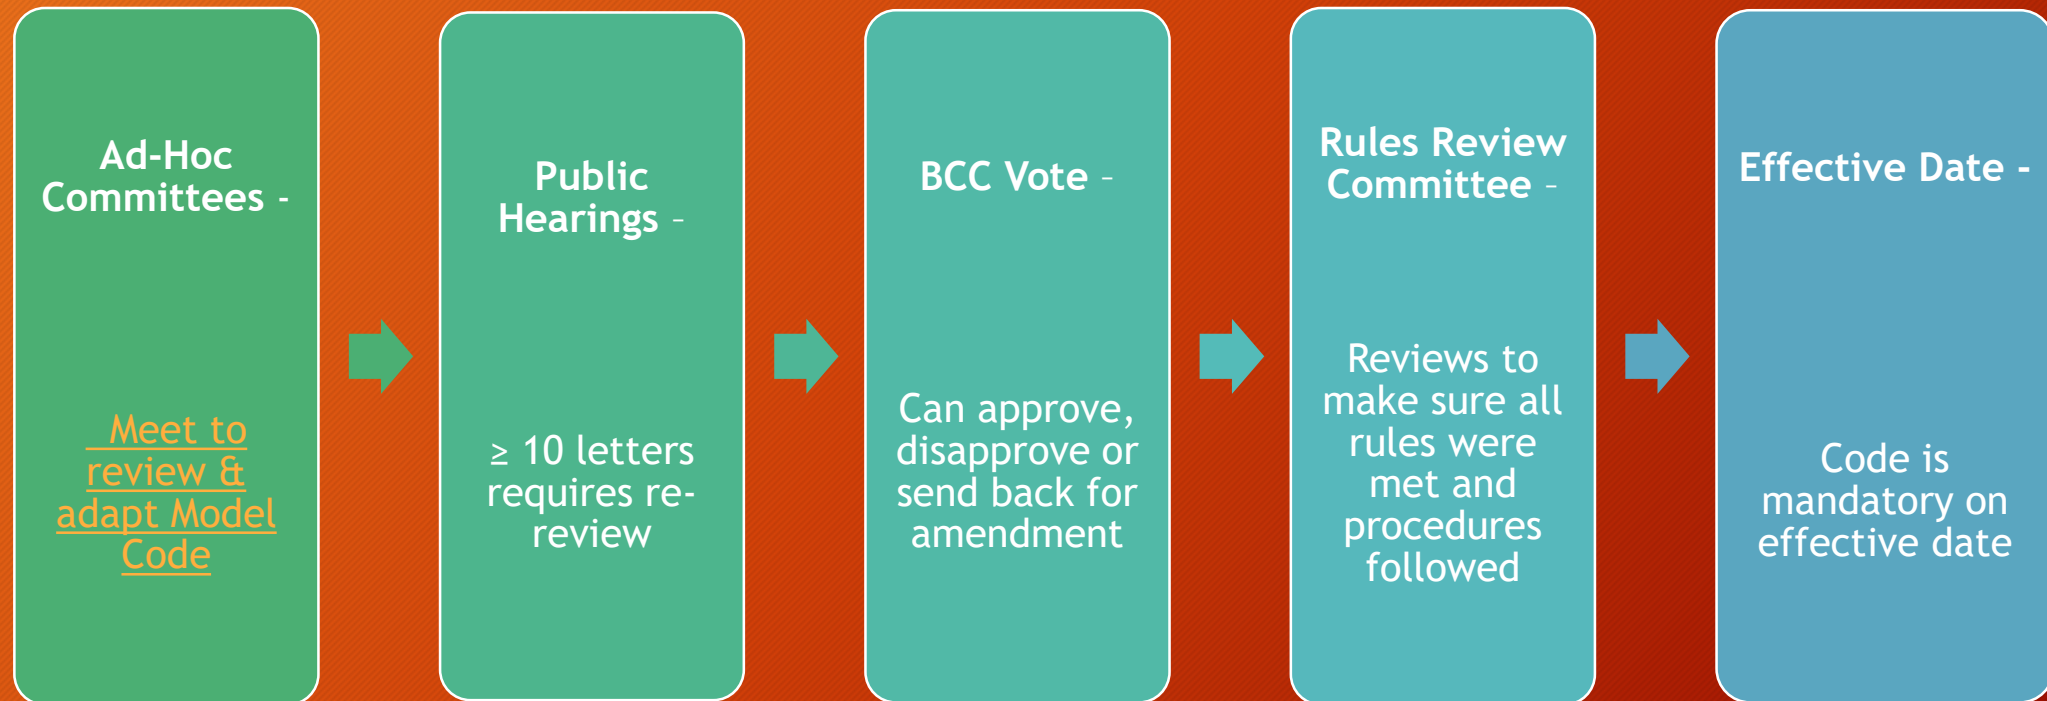 Ad-Hoc
Committees -
Meet to
review &
adapt Model
Code
Public
Hearings –
≥ 10 letters
requires re-
review
BCC Vote –
Can approve,
disapprove or
send back for
amendment
Rules Review
Committee –
Reviews to
make sure all
rules were
met and
procedures
followed
Effective Date -
Code is
mandatory on
effective date